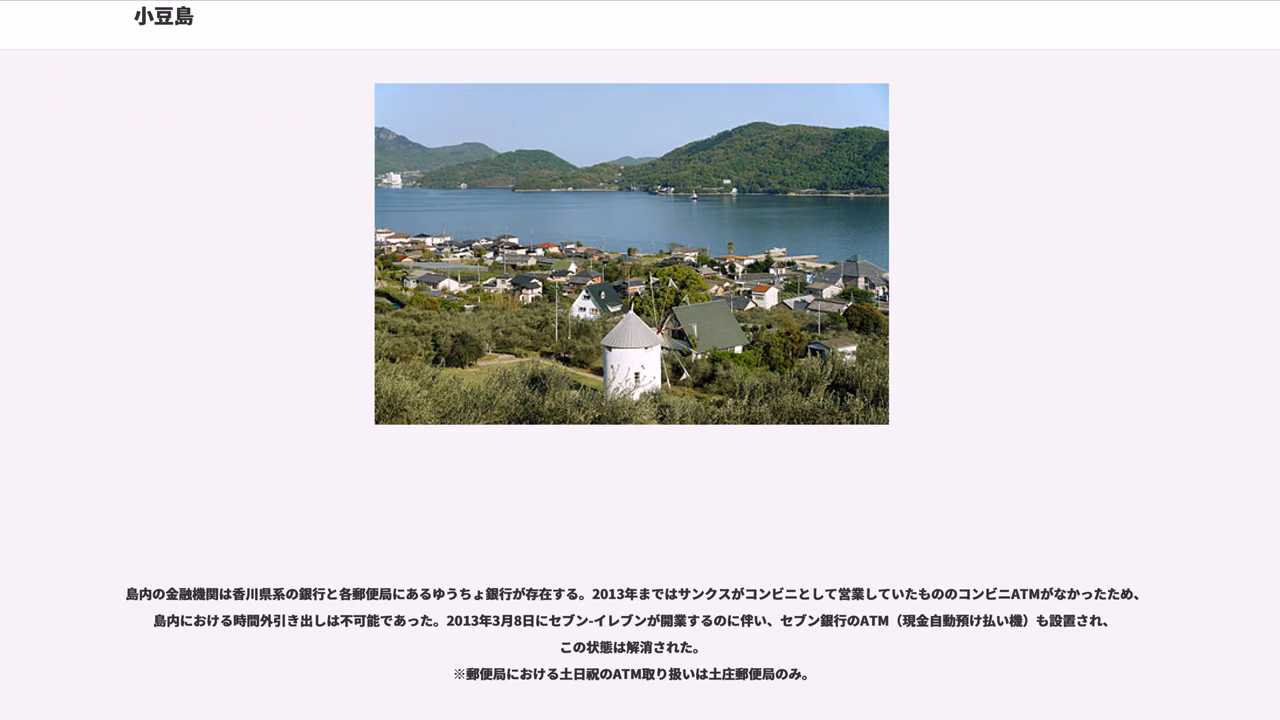 小豆島
島内の金融機関は香川県系の銀行と各郵便局にあるゆうちょ銀行が存在する。2013年まではサンクスがコンビニとして営業していたもののコンビニATMがなかったため、
島内における時間外引き出しは不可能であった。2013年3月8日にセブン-イレブンが開業するのに伴い、セブン銀行のATM（現金自動預け払い機）も設置され、
この状態は解消された。
※郵便局における土日祝のATM取り扱いは土庄郵便局のみ。